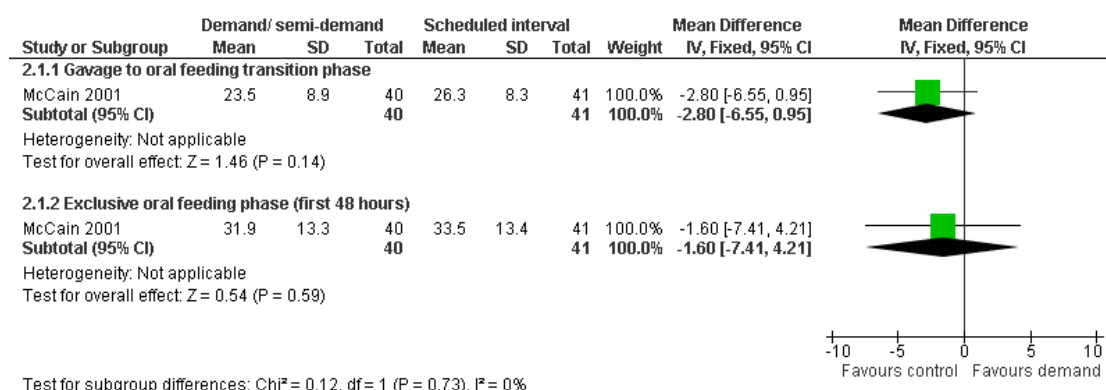 Demand/ semi-demand Scheduled interval Mean Difference Mean Difference
Study or Subgroup Mean SD Total Mean SD Total Weight IV, Fixed, 95% CI IV, Fixed, 95% CI
2.1.1 Gavage to oral feeding transition phase
McCain 2001 23.5 8.9 40 26.3 8.3 41 100.0% -2.80 [-6.55, 0.95]
Subtotal (95% CI) 40 41 100.0% -2.80 [-6.55, 0.95]
Heterogeneity: Not applicable
Test for overall effect: Z = 1.46 (P = 0.14)
2.1.2 Exclusive oral feeding phase (first 48 hours)
McCain 2001 31.9 13.3 40 33.5 13.4 41 100.0% -1.60 [-7.41, 4.21]
Subtotal (95% CI) 40 41 100.0% -1.60 [-7.41, 4.21]
Heterogeneity: Not applicable
Test for overall effect: Z = 0.54 (P = 0.59)
-10 -5 0 5 10
Favours control Favours demand
Test for subgroup differences: Chi² = 0.12, df = 1 (P = 0.73), I² = 0%